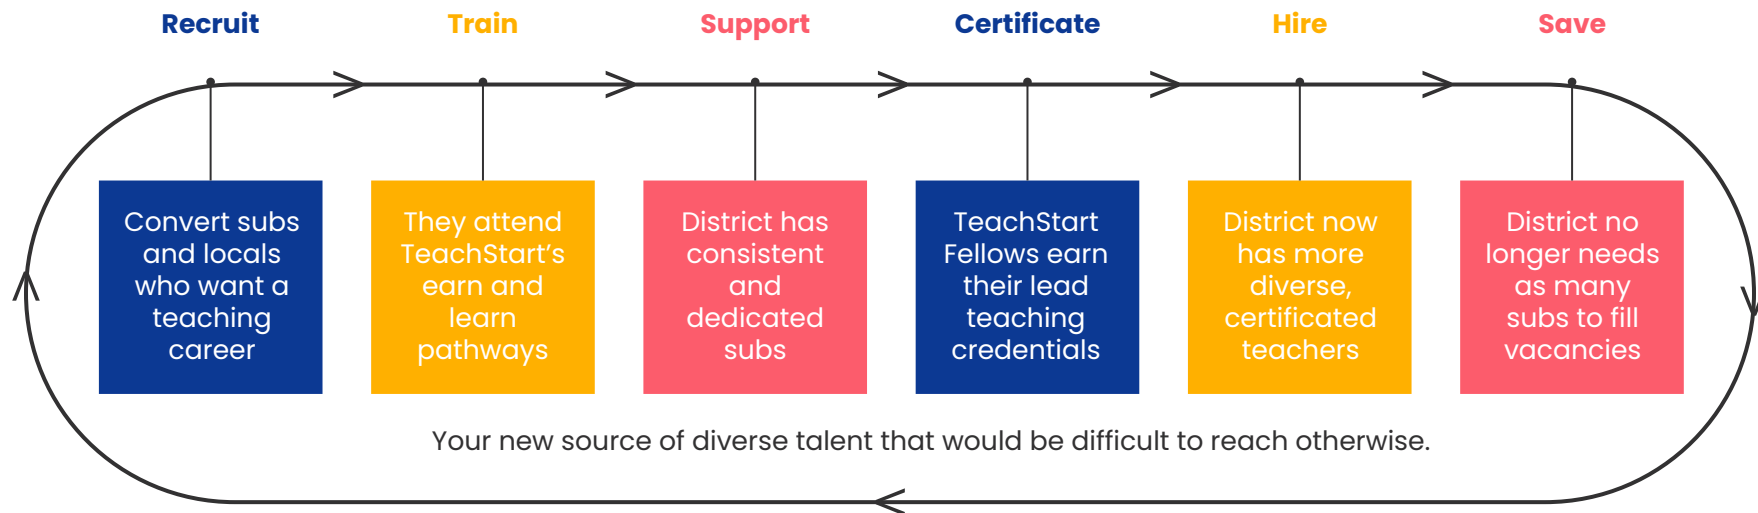 Recruit
Train
Support
Certificate
Hire
Save
Convert subs
and locals
who want a
teaching
career
They attend
TeachStart’s
earn and
learn
pathways
District has
consistent
and
dedicated
subs
TeachStart
Fellows earn
their lead
teaching
credentials
District now
has more
diverse,
certificated
teachers
District no
longer needs
as many
subs to fill
vacancies
Your new source of diverse talent that would be difficult to reach otherwise.